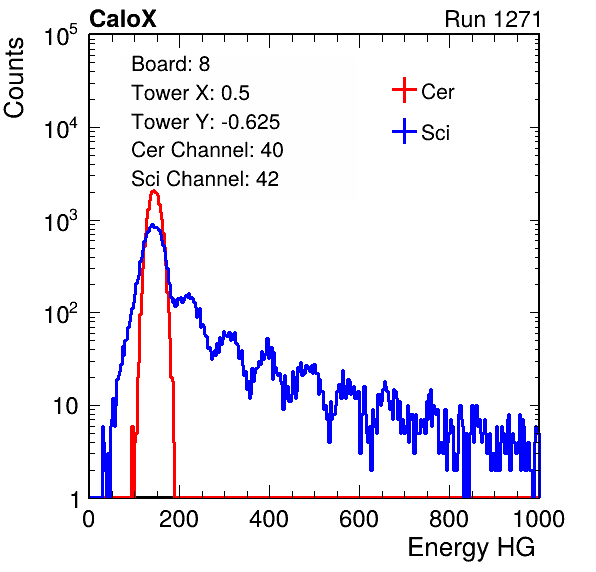 CaloX Run 1271
Counts
Board: 8
Tower X: 0.5
Tower Y: -0.625
Cer Channel: 40
Sci Channel: 42
Cer
Sci
10^5
10^4
10^3
10^2
10
1
0 200 400 600 800 1000
Energy HG